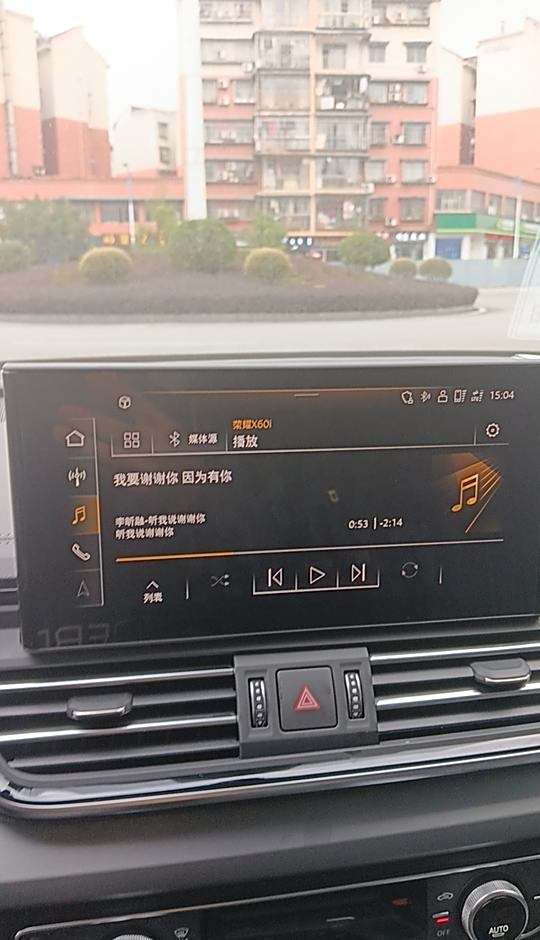 15:04
荣耀X60i
媒体源
播放
我要谢谢你 因为有你
李昕融-听我说谢谢你
听我说谢谢你
0:53 | -2:14
列表
OFF
AUTO